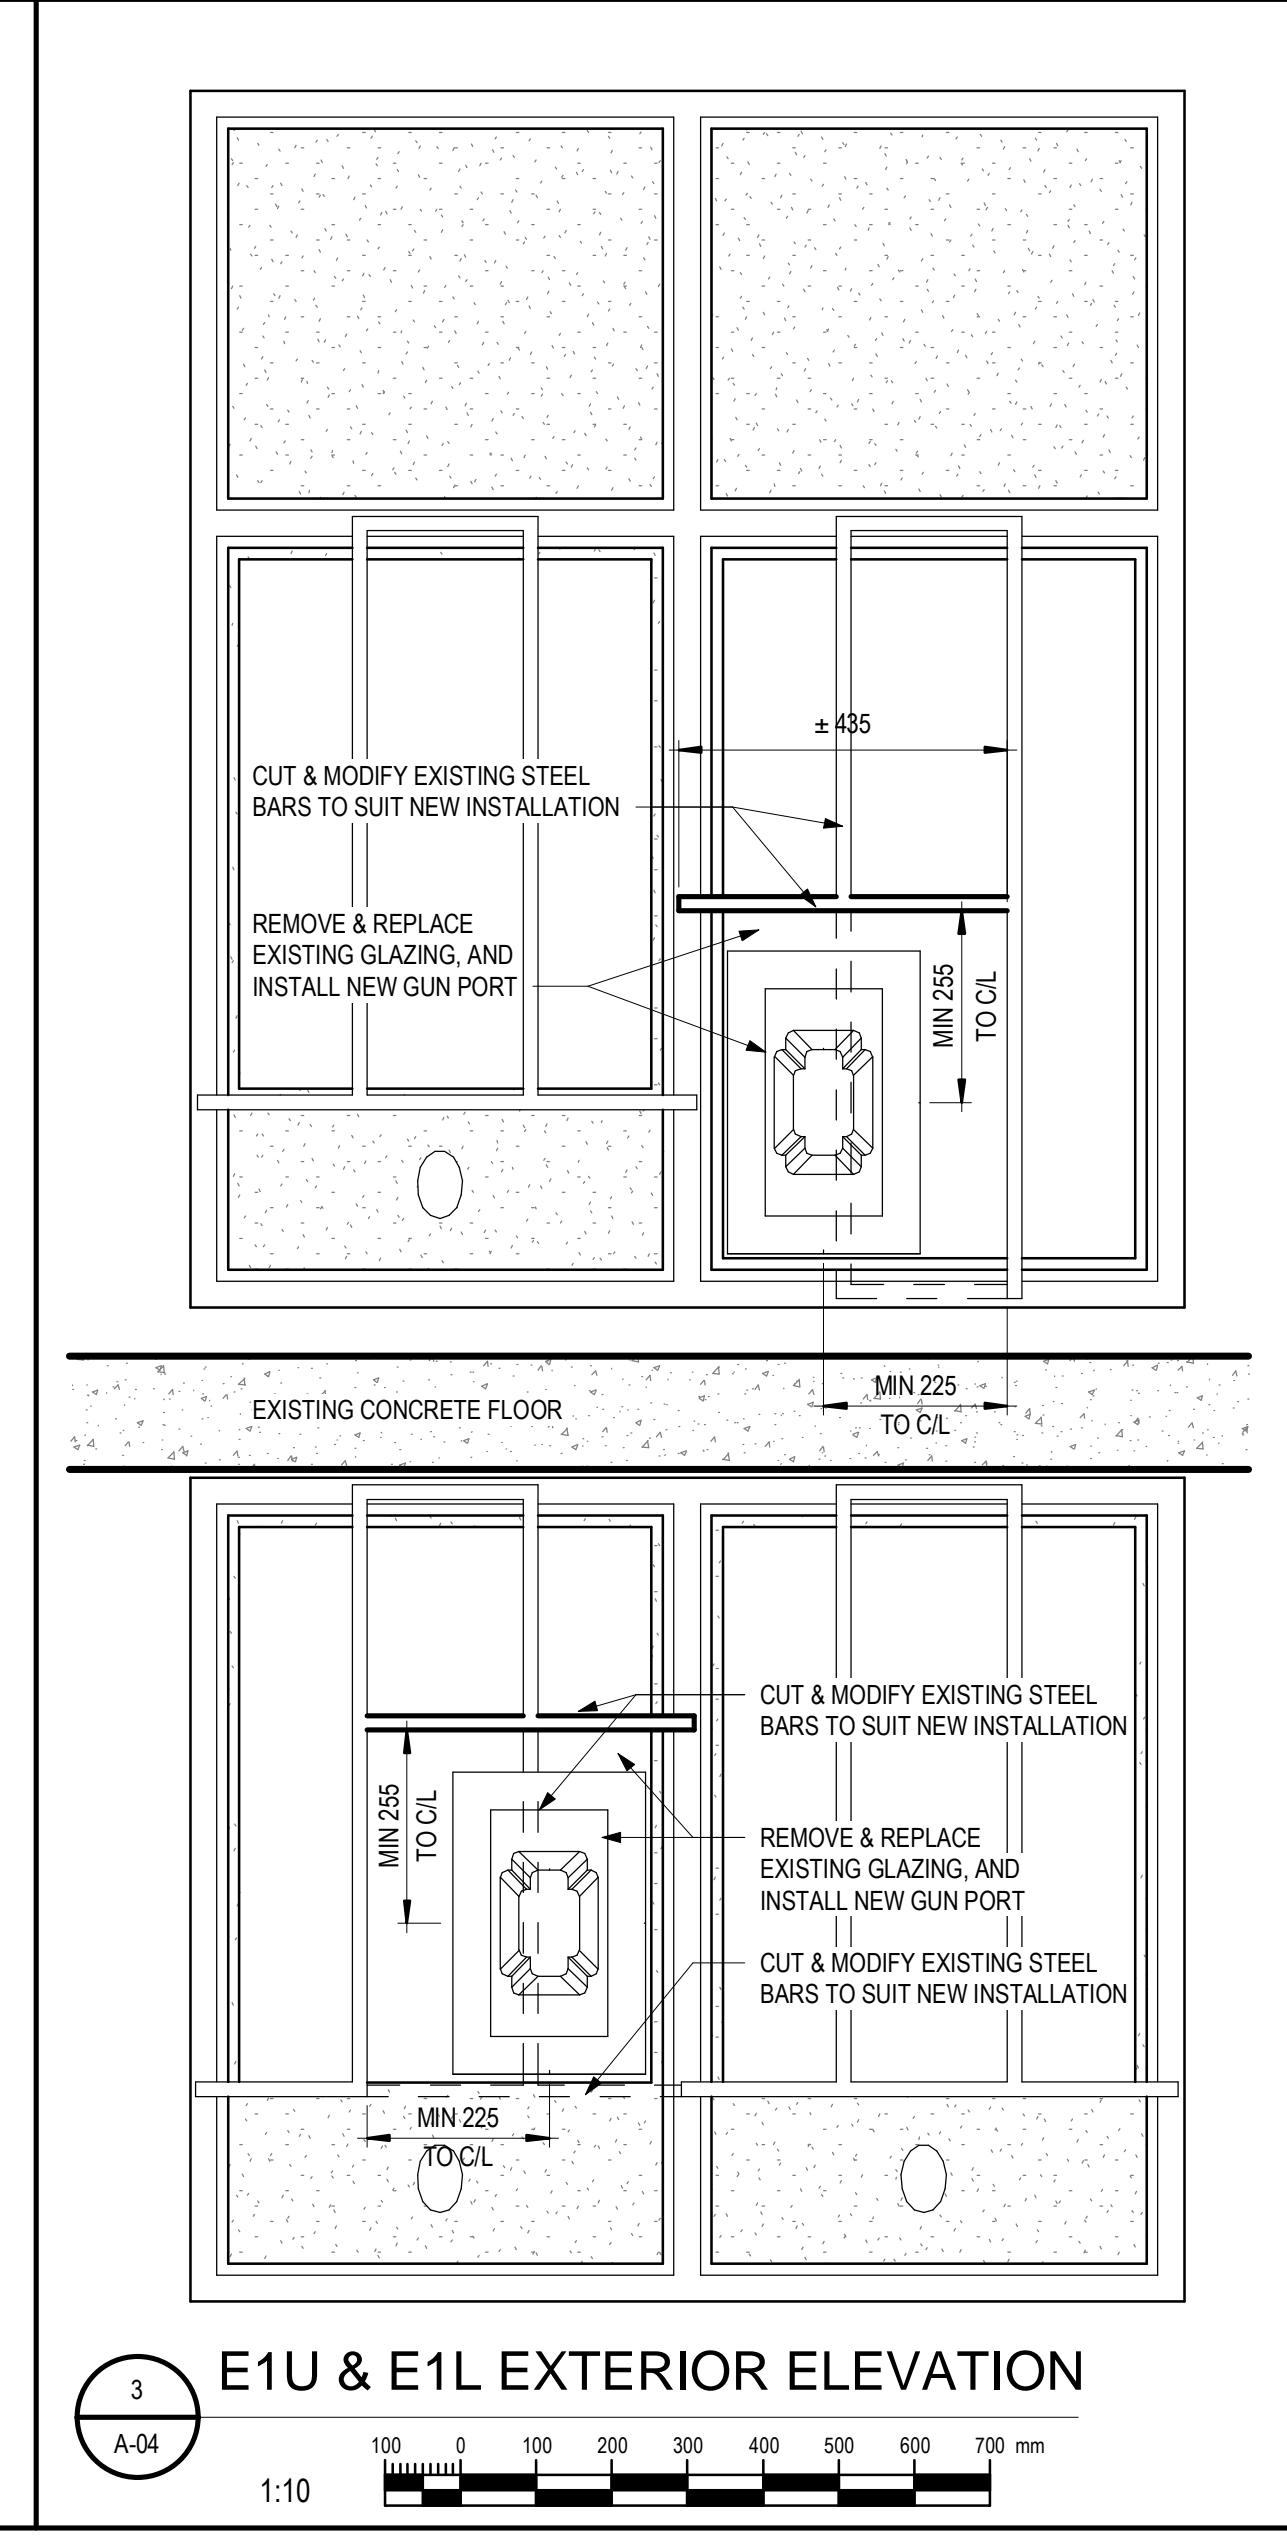 ± 435
CUT & MODIFY EXISTING STEEL
BARS TO SUIT NEW INSTALLATION
REMOVE & REPLACE
EXISTING GLAZING, AND
INSTALL NEW GUN PORT
MIN 255
TO C/L
EXISTING CONCRETE FLOOR
MIN 225
TO C/L
CUT & MODIFY EXISTING STEEL
BARS TO SUIT NEW INSTALLATION
MIN 255
TO C/L
REMOVE & REPLACE
EXISTING GLAZING, AND
INSTALL NEW GUN PORT
CUT & MODIFY EXISTING STEEL
BARS TO SUIT NEW INSTALLATION
MIN 225
TO C/L
3
A-04
E1U & E1L EXTERIOR ELEVATION
1:10
100 0 100 200 300 400 500 600 700 mm